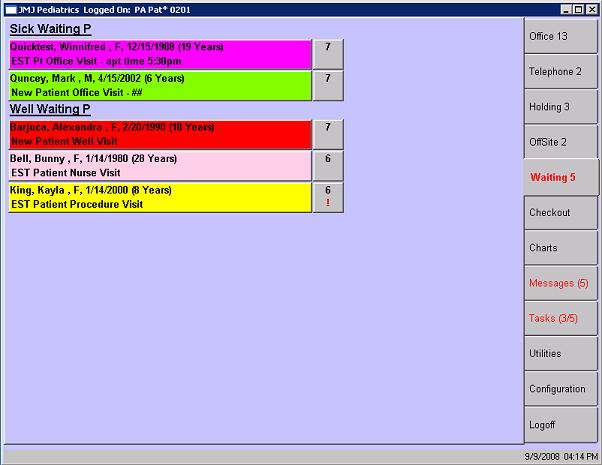 JMJ Pediatrics Logged On: PA Pat* 0201
Sick Waiting P
Quicktest, Winnifred , F, 12/15/1988 (19 Years)
EST Pt Office Visit - apt time 5:30pm
7
Quncey, Mark , M, 4/15/2002 (6 Years)
New Patient Office Visit - ##
7
Well Waiting P
Barjuca, Alexandra , F, 2/20/1990 (18 Years)
New Patient Well Visit
7
Bell, Bunny , F, 1/14/1980 (28 Years)
EST Patient Nurse Visit
6
King, Kayla , F, 1/14/2000 (8 Years)
EST Patient Procedure Visit
6
!
Office 13
Telephone 2
Holding 3
OffSite 2
Waiting 5
Checkout
Charts
Messages (5)
Tasks (3/5)
Utilities
Configuration
Logoff
9/9/2008 04:14 PM